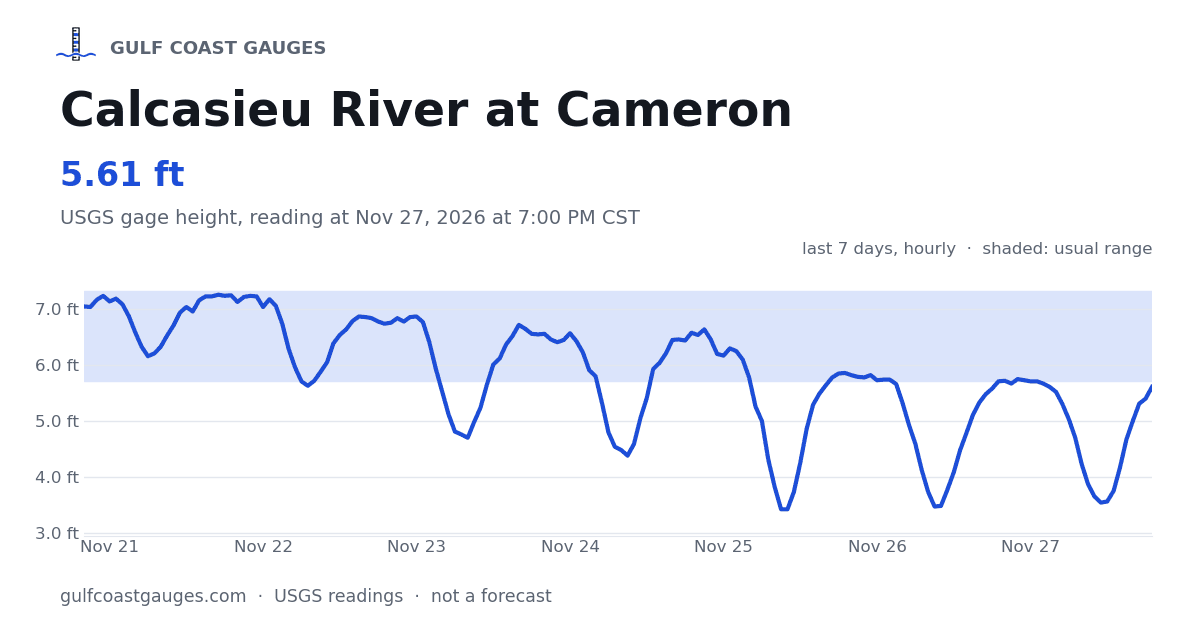 GULF COAST GAUGES
Calcasieu River at Cameron
5.61 ft
USGS gage height, reading at Nov 27, 2026 at 7:00 PM CST
last 7 days, hourly · shaded: usual range
7.0 ft
6.0 ft
5.0 ft
4.0 ft
3.0 ft
Nov 21 Nov 22 Nov 23 Nov 24 Nov 25 Nov 26 Nov 27
gulfcoastgauges.com · USGS readings · not a forecast